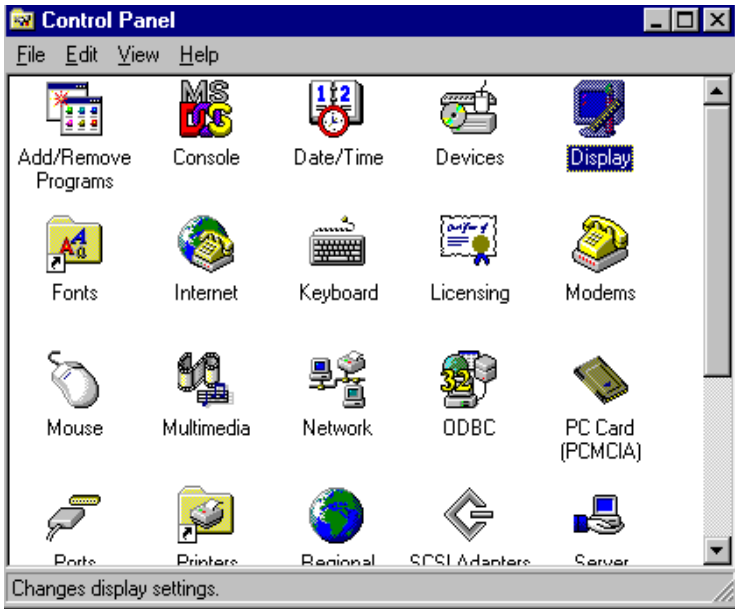 Control Panel
File Edit View Help
Add/Remove Programs
Console
Date/Time
Devices
Display
Fonts
Internet
Keyboard
Licensing
Modems
Mouse
Multimedia
Network
ODBC
PC Card (PCMCIA)
Ports
Printers
Regional
SCSI Adapters
Server
Changes display settings.